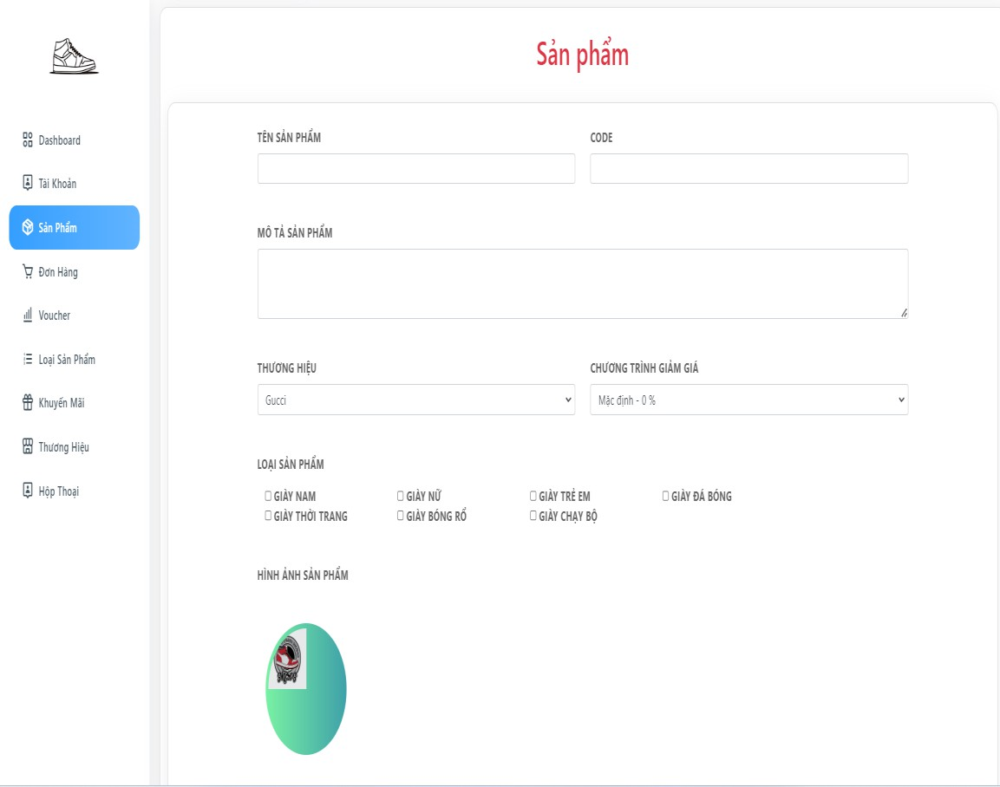 Sản phẩm
Dashboard
Tài Khoản
Sản Phẩm
Đơn Hàng
Voucher
Loại Sản Phẩm
Khuyến Mãi
Thương Hiệu
Hộp Thoại
TÊN SẢN PHẨM
CODE
MÔ TẢ SẢN PHẨM
THƯƠNG HIỆU
CHƯƠNG TRÌNH GIẢM GIÁ
Gucci
Mặc định - 0 %
LOẠI SẢN PHẨM
GIÀY NAM GIÀY NỮ GIÀY TRẺ EM GIÀY ĐÁ BÓNG
GIÀY THỜI TRANG GIÀY BÓNG RỔ GIÀY CHẠY BỘ
HÌNH ẢNH SẢN PHẨM